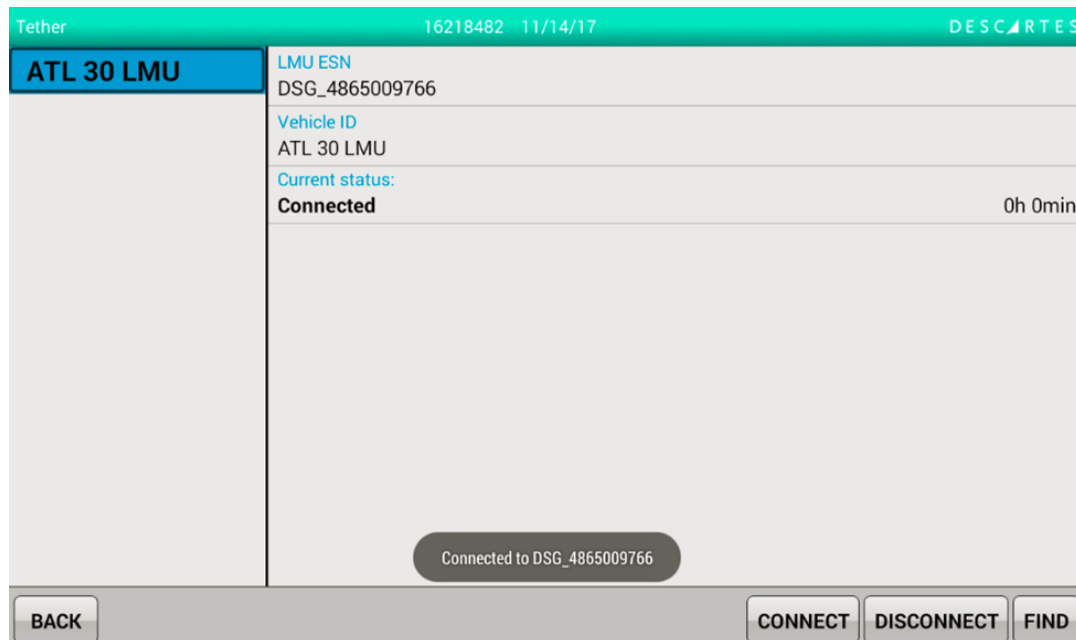 Tether 16218482 11/14/17 DESCARTES
ATL 30 LMU
LMU ESN
DSG_4865009766
Vehicle ID
ATL 30 LMU
Current status:
Connected 0h 0min
Connected to DSG_4865009766
BACK CONNECT DISCONNECT FIND